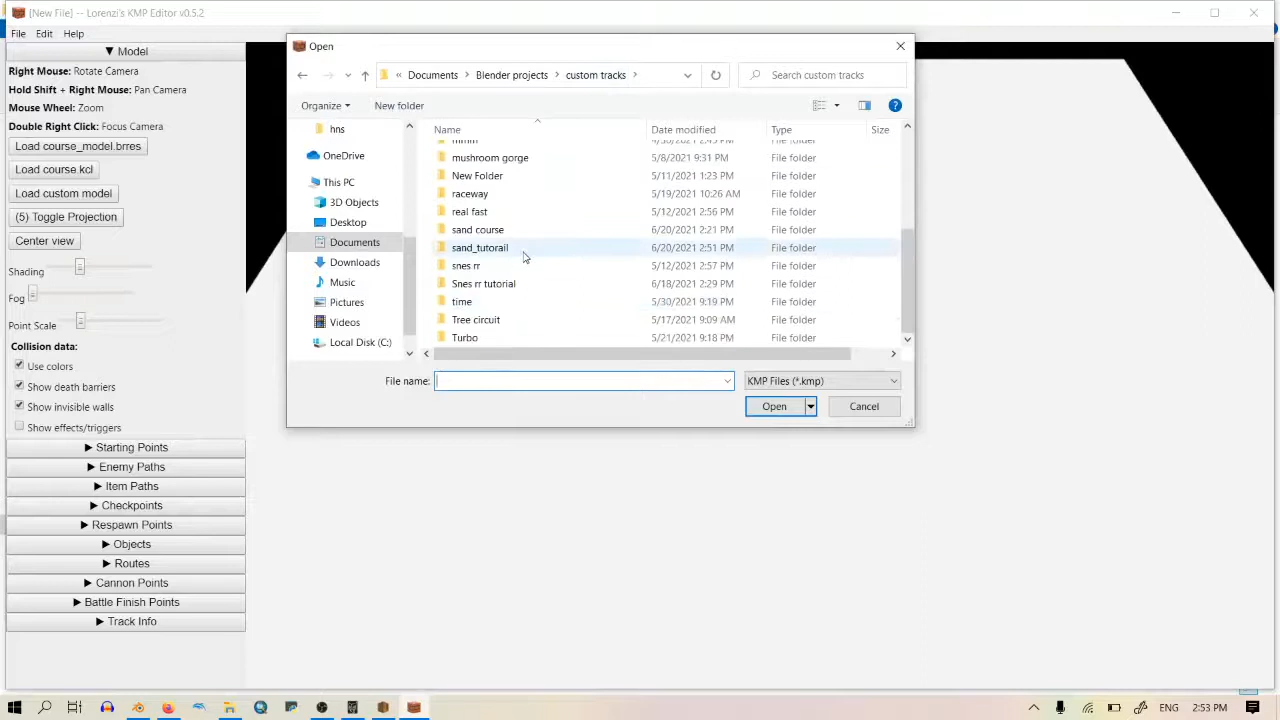 [New File] -- Lorenzi's KMP Editor v0.5.2
File Edit Help
▼ Model
Right Mouse: Rotate Camera
Hold Shift + Right Mouse: Pan Camera
Mouse Wheel: Zoom
Double Right Click: Focus Camera
Load course_model.brres
Load course.kcl
Load custom model
(5) Toggle Projection
Center view
Shading
Fog
Point Scale
Collision data:
Use colors
Show death barriers
Show invisible walls
Show effects/triggers
▶ Starting Points
▶ Enemy Paths
▶ Item Paths
▶ Checkpoints
▶ Respawn Points
▶ Objects
▶ Routes
▶ Cannon Points
▶ Battle Finish Points
▶ Track Info
Open
« Documents > Blender projects > custom tracks >
Search custom tracks
Organize
New folder
hns
OneDrive
This PC
3D Objects
Desktop
Documents
Downloads
Music
Pictures
Videos
Local Disk (C:)
Name Date modified Type Size
File folder
mushroom gorge 5/8/2021 9:31 PM File folder
New Folder 5/11/2021 1:23 PM File folder
raceway 5/19/2021 10:26 AM File folder
real fast 5/12/2021 2:56 PM File folder
sand course 6/20/2021 2:21 PM File folder
sand_tutorail 6/20/2021 2:51 PM File folder
snes rr 5/12/2021 2:57 PM File folder
Snes rr tutorial 6/18/2021 2:29 PM File folder
time 5/30/2021 9:19 PM File folder
Tree circuit 5/17/2021 9:09 AM File folder
Turbo 5/21/2021 9:18 PM File folder
File name:
KMP Files (*.kmp)
Open
Cancel
ENG 2:53 PM